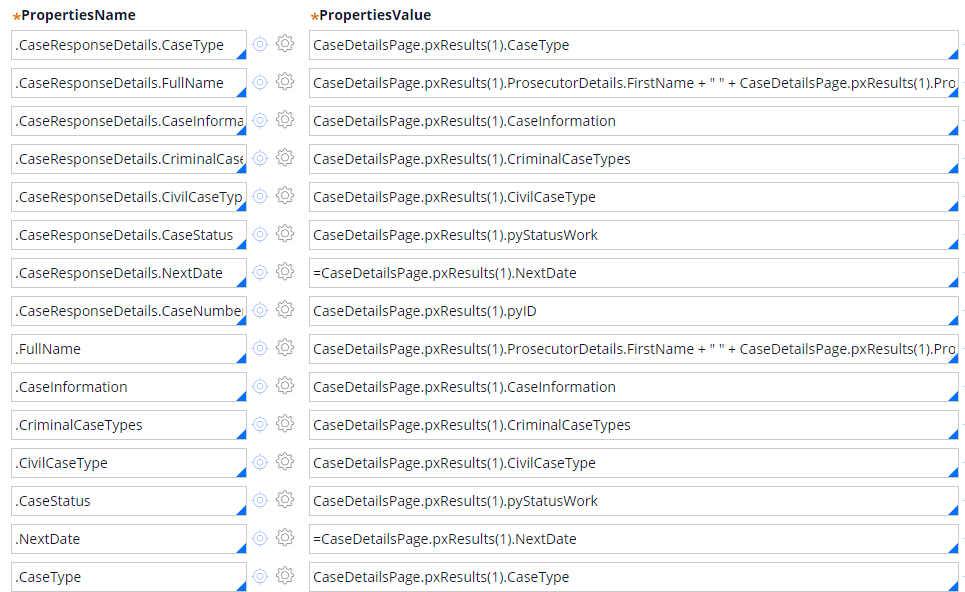 ★PropertiesName ★PropertiesValue
.CaseResponseDetails.CaseType CaseDetailsPage.pxResults(1).CaseType
.CaseResponseDetails.FullName CaseDetailsPage.pxResults(1).ProsecutorDetails.FirstName + " " + CaseDetailsPage.pxResults(1).Pro
.CaseResponseDetails.CaseInforma CaseDetailsPage.pxResults(1).CaseInformation
.CaseResponseDetails.CriminalCase CaseDetailsPage.pxResults(1).CriminalCaseTypes
.CaseResponseDetails.CivilCaseTyp CaseDetailsPage.pxResults(1).CivilCaseType
.CaseResponseDetails.CaseStatus CaseDetailsPage.pxResults(1).pyStatusWork
.CaseResponseDetails.NextDate =CaseDetailsPage.pxResults(1).NextDate
.CaseResponseDetails.CaseNumber CaseDetailsPage.pxResults(1).pyID
.FullName CaseDetailsPage.pxResults(1).ProsecutorDetails.FirstName + " " + CaseDetailsPage.pxResults(1).Pro
.CaseInformation CaseDetailsPage.pxResults(1).CaseInformation
.CriminalCaseTypes CaseDetailsPage.pxResults(1).CriminalCaseTypes
.CivilCaseType CaseDetailsPage.pxResults(1).CivilCaseType
.CaseStatus CaseDetailsPage.pxResults(1).pyStatusWork
.NextDate =CaseDetailsPage.pxResults(1).NextDate
.CaseType CaseDetailsPage.pxResults(1).CaseType